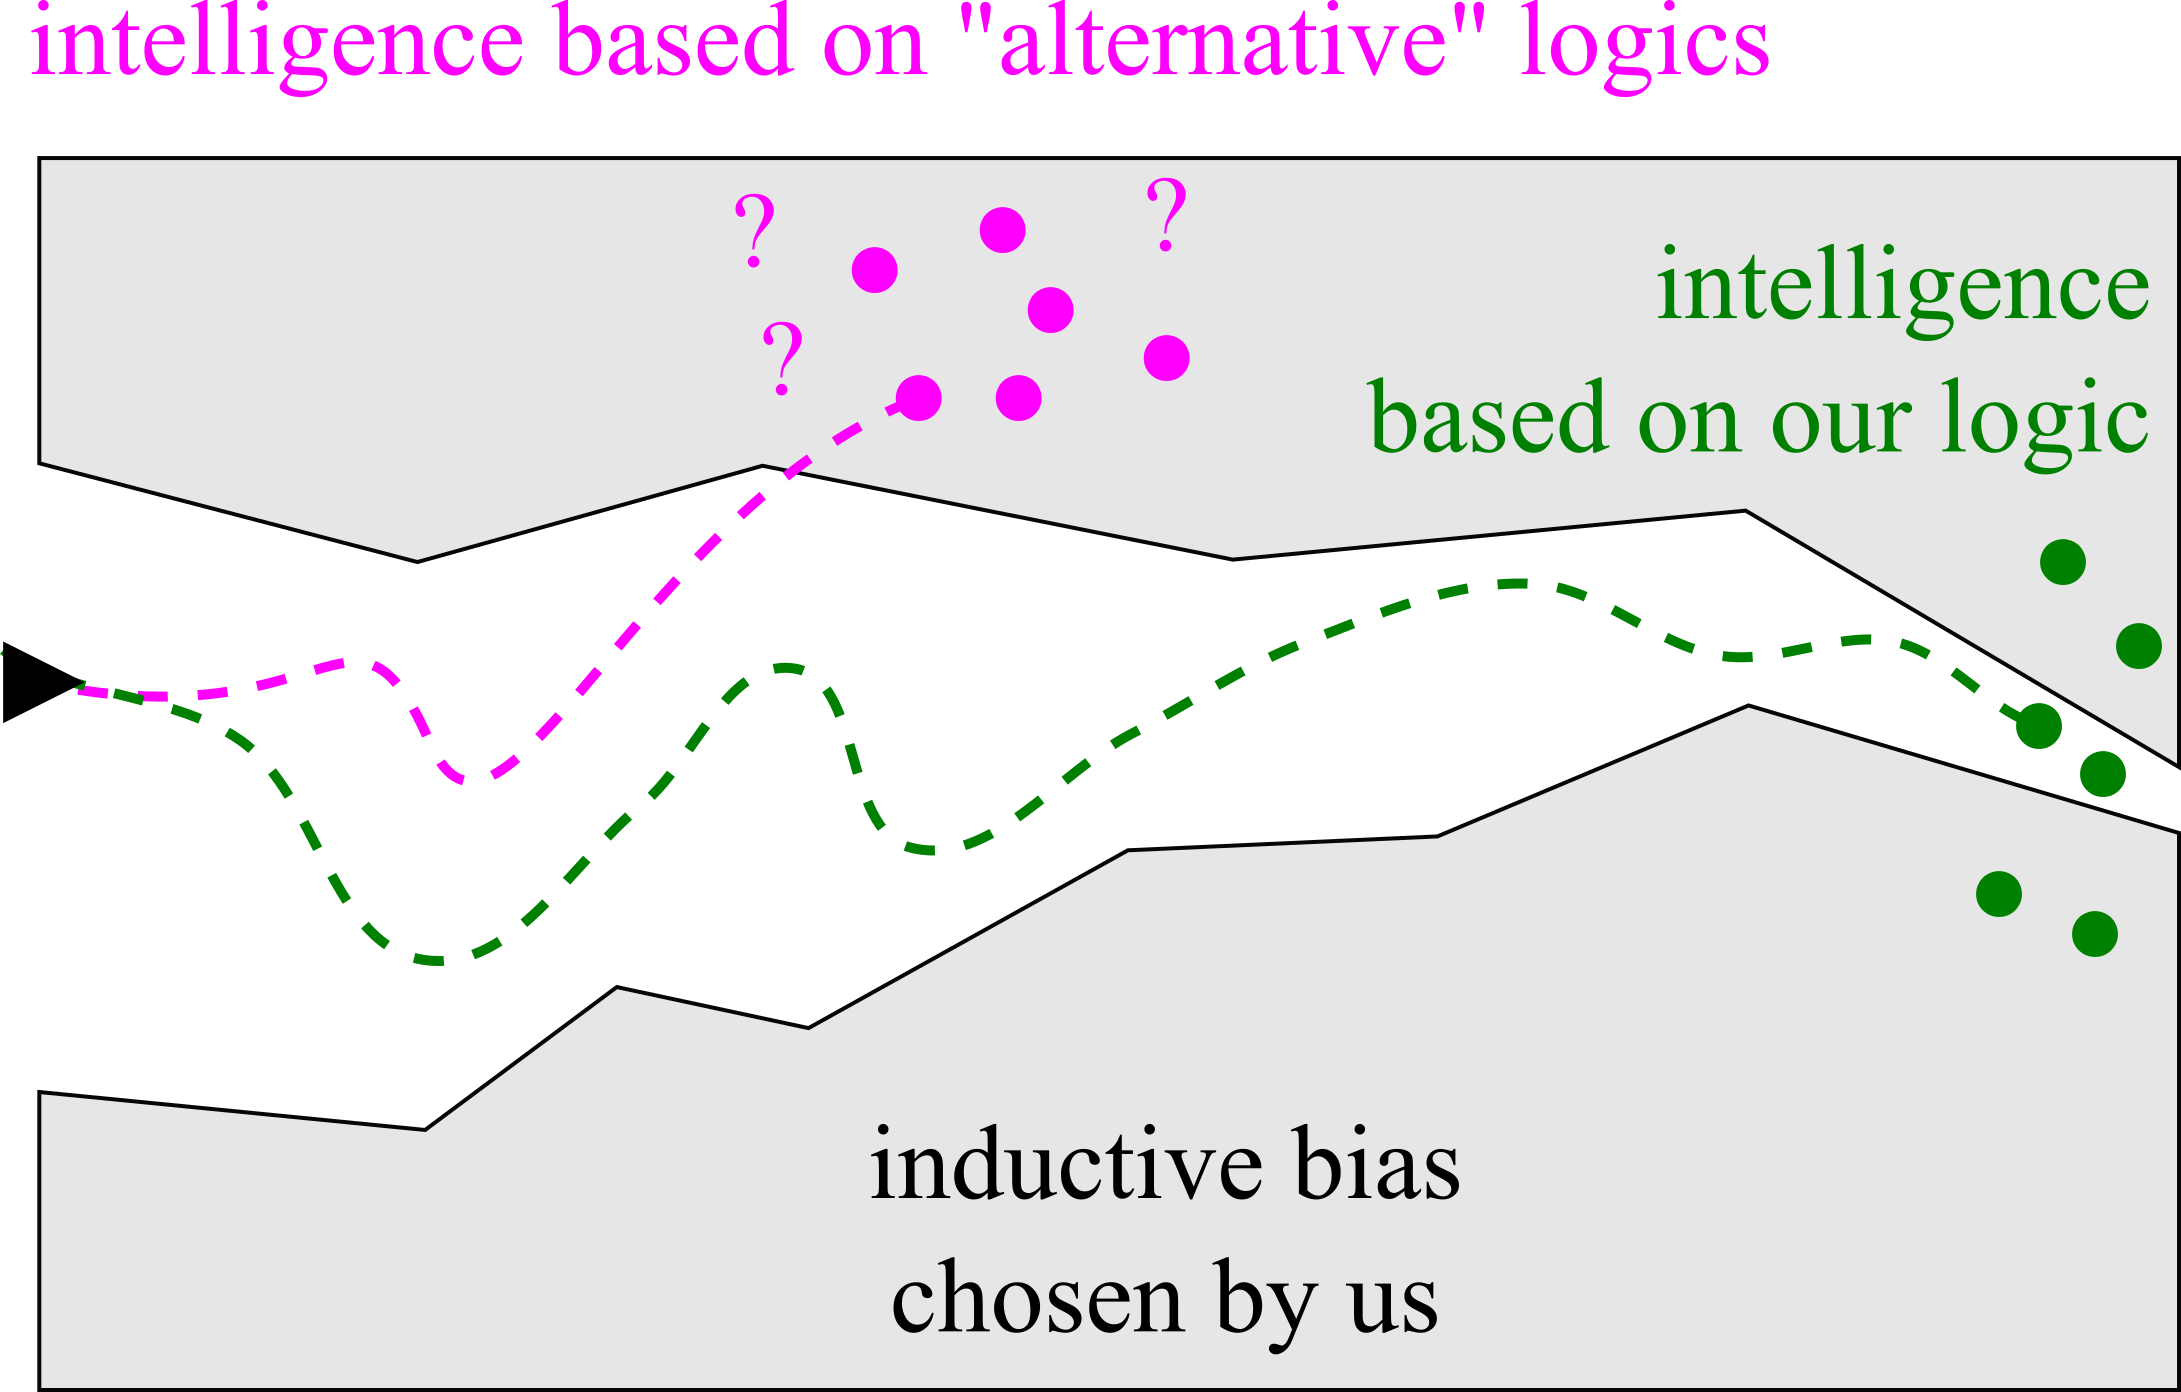 intelligence based on "alternative" logics
?
?
?
intelligence
based on our logic
inductive bias
chosen by us